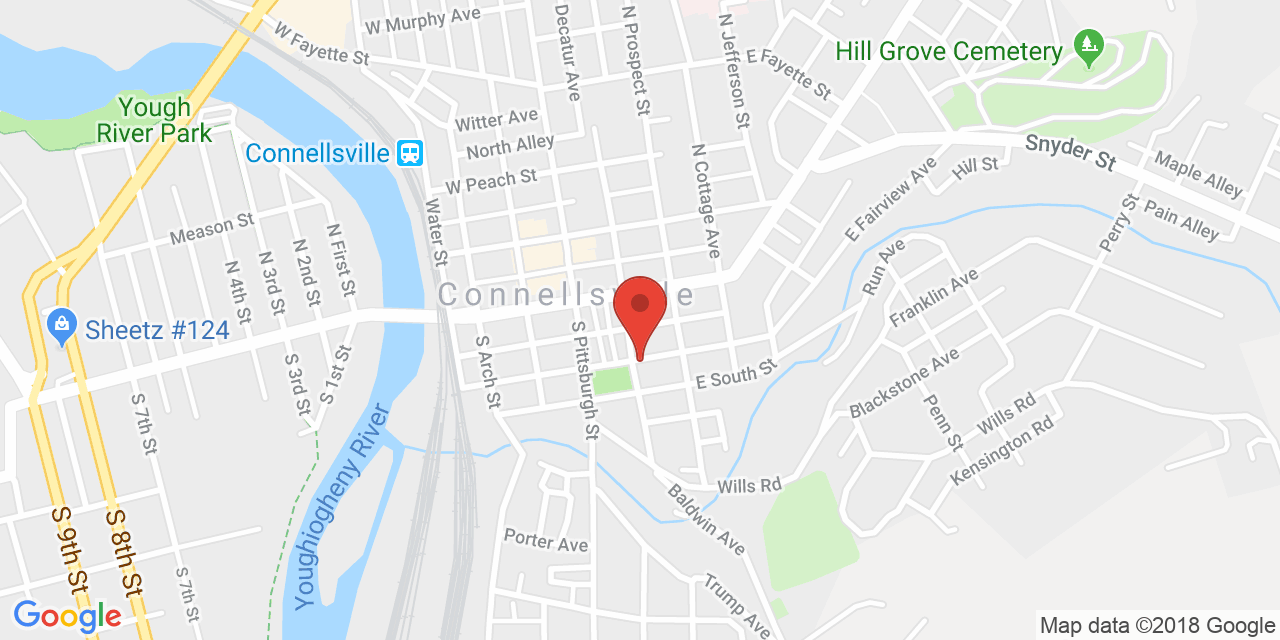 W Murphy Ave
W Fayette St
Decatur Ave
N Prospect St
N Jefferson St
E Fayette St
Hill Grove Cemetery
Yough
River Park
Witter Ave
North Alley
Connellsville
W Peach St
N Cottage Ave
Snyder St
Maple Alley
Hill St
E Fairview Ave
Pain Alley
Perry St
Water St
Meason St
N First St
N 2nd St
N 3rd St
N 4th St
Run Ave
Franklin Ave
Connellsville
Sheetz #124
S Pittsburgh St
S Arch St
S 1st St
S 3rd St
S 7th St
E South St
Blackstone Ave
Penn St
Wills Rd
Kensington Rd
Youghiogheny River
Wills Rd
Baldwin Ave
S 9th St
S 8th St
Porter Ave
S 7th St
Trump Ave
Google
Map data ©2018 Google